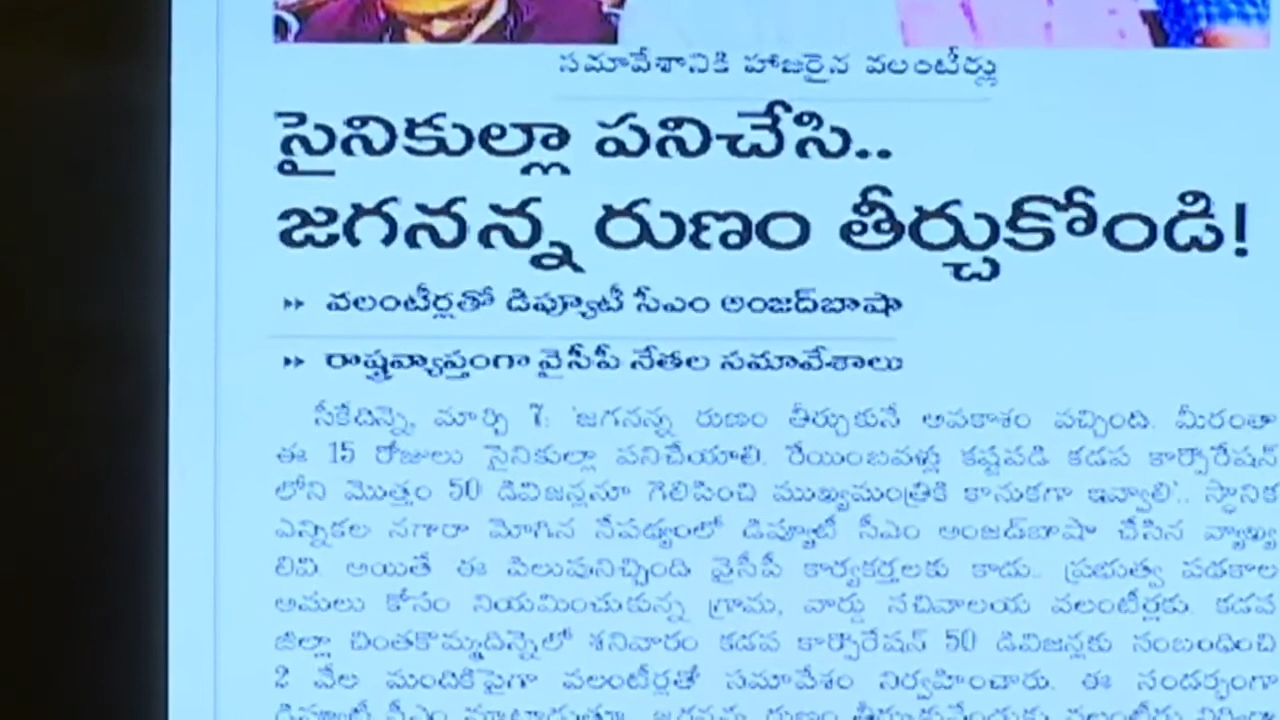 సమావేశానికి హాజరైన వలంటీర్లు
సైనికుల్లా పనిచేసి..
జగనన్న రుణం తీర్చుకోండి!
▸▸ వలంటీర్లతో డిప్యూటీ సీఎం అంజద్‌బాషా
▸▸ రాష్ట్రవ్యాప్తంగా వైసీపీ నేతల సమావేశాలు
సీకేదిన్నె, మార్చి 7: 'జగనన్న రుణం తీర్చుకునే అవకాశం వచ్చింది. మీరంతా
ఈ 15 రోజులు సైనికుల్లా పనిచేయాలి. రేయింబవళ్లు కష్టపడి కడప కార్పొరేషన్
లోని మొత్తం 50 డివిజన్లనూ గెలిపించి ముఖ్యమంత్రికి కానుకగా ఇవ్వాలి'.. స్థానిక
ఎన్నికల నగారా మోగిన నేపథ్యంలో డిప్యూటీ సీఎం అంజద్‌బాషా చేసిన వ్యాఖ్య
లివి. అయితే ఈ పిలుపునిచ్చింది వైసీపీ కార్యకర్తలకు కాదు.. ప్రభుత్వ పథకాల
అమలు కోసం నియమించుకున్న గ్రామ, వార్డు సచివాలయ వలంటీర్లకు. కడప
జిల్లా చింతకొమ్మదిన్నెలో శనివారం కడప కార్పొరేషన్ 50 డివిజన్లకు సంబంధించి
2 వేల మందికిపైగా వలంటీర్లతో సమావేశం నిర్వహించారు. ఈ సందర్భంగా
డిప్యూటీ సీఎం మాట్లాడుతూ.. జగనన్న రుణం తీర్చుకునేందుకు వలంటీర్లు